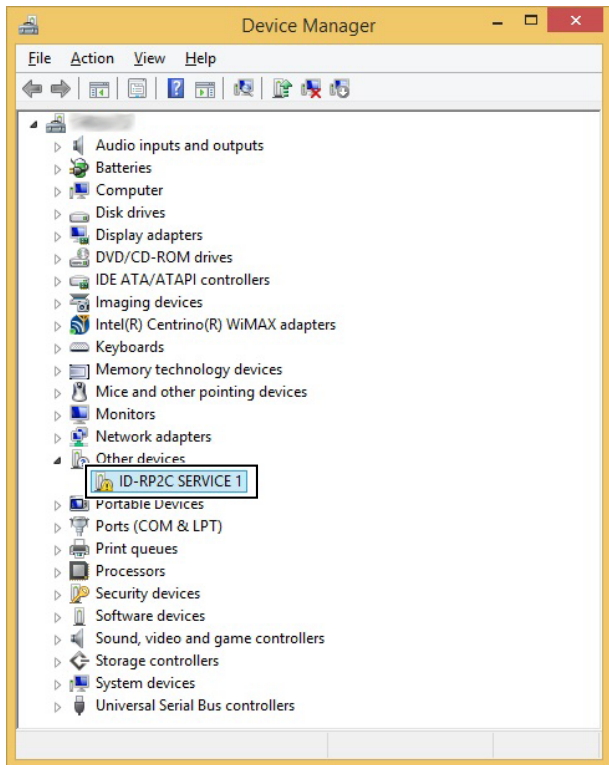 Device Manager
File Action View Help
Audio inputs and outputs
Batteries
Computer
Disk drives
Display adapters
DVD/CD-ROM drives
IDE ATA/ATAPI controllers
Imaging devices
Intel(R) Centrino(R) WiMAX adapters
Keyboards
Memory technology devices
Mice and other pointing devices
Monitors
Network adapters
Other devices
ID-RP2C SERVICE 1
Portable Devices
Ports (COM & LPT)
Print queues
Processors
Security devices
Software devices
Sound, video and game controllers
Storage controllers
System devices
Universal Serial Bus controllers